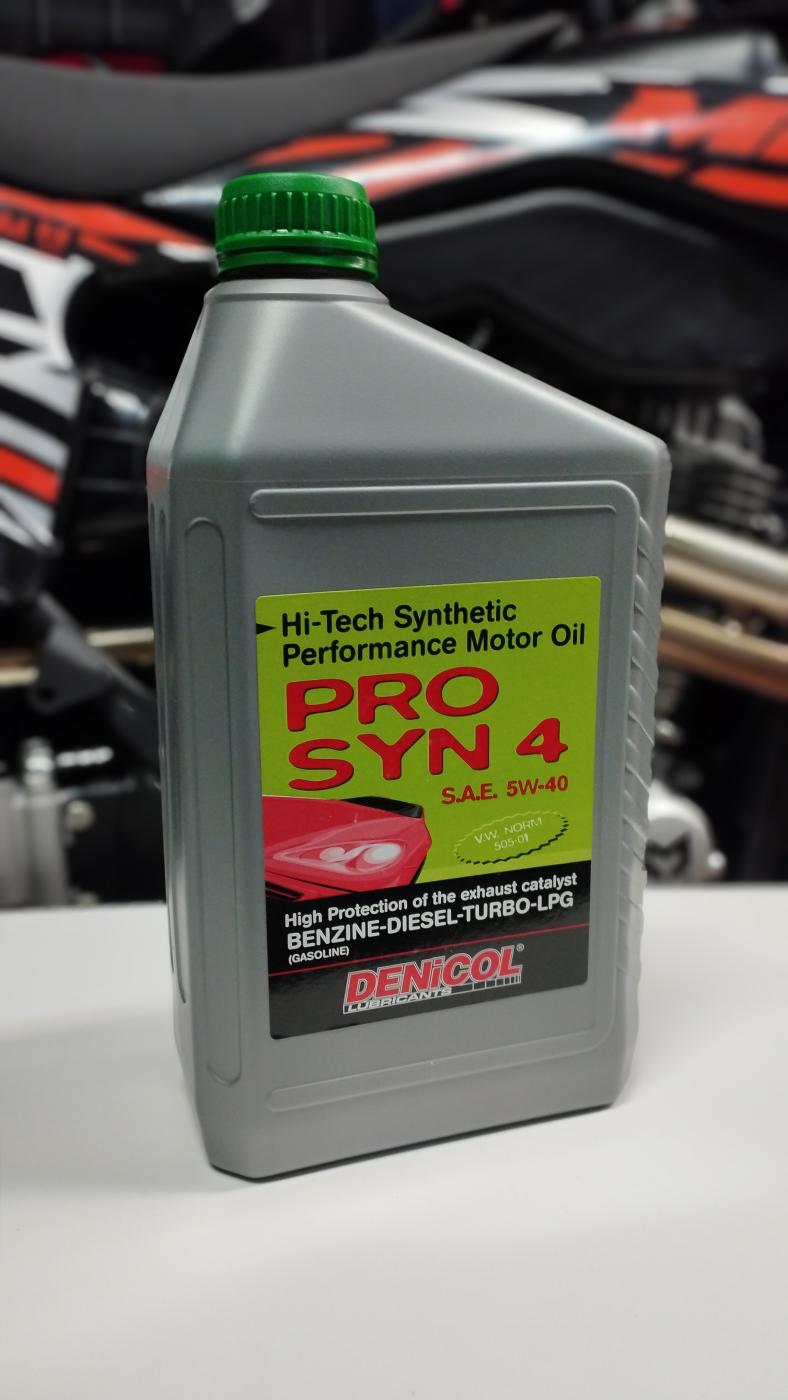 Hi-Tech Synthetic
Performance Motor Oil
PRO
SYN 4
S.A.E. 5W-40
V.W. NORM
505-01
High Protection of the exhaust catalyst
BENZINE-DIESEL-TURBO-LPG
(GASOLINE)
DENiCOL®
LUBRICANTS